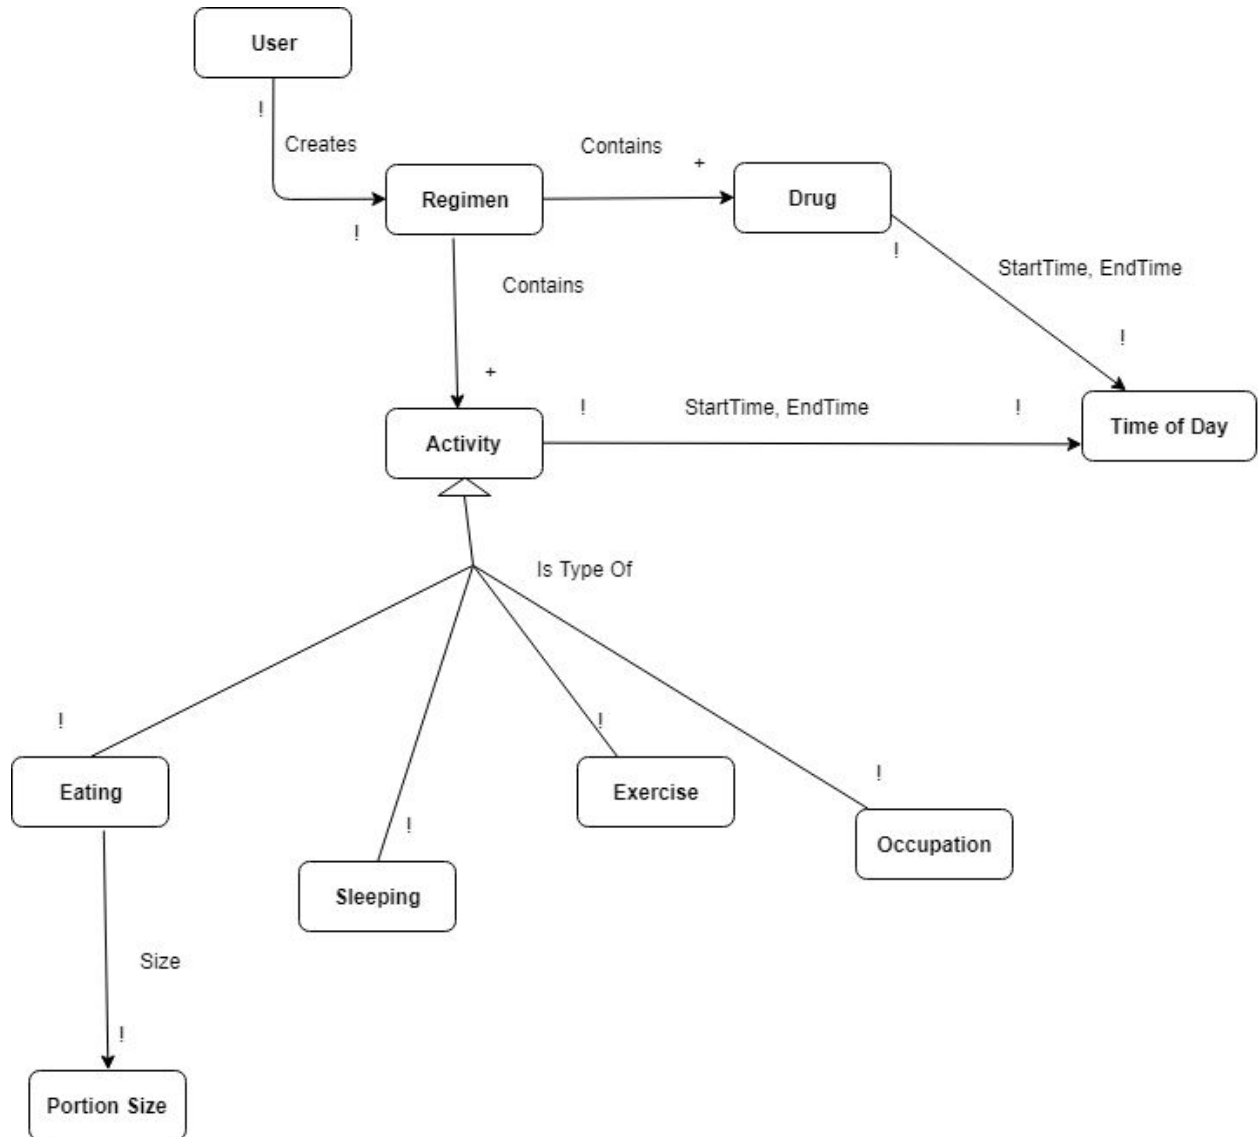 User
!
Creates
Contains
+
Regimen
Drug
!
!
Contains
StartTime, EndTime
!
+
!
StartTime, EndTime
!
Activity
Time of Day
Is Type Of
!
!
!
Eating
Exercise
!
Occupation
Sleeping
Size
!
Portion Size